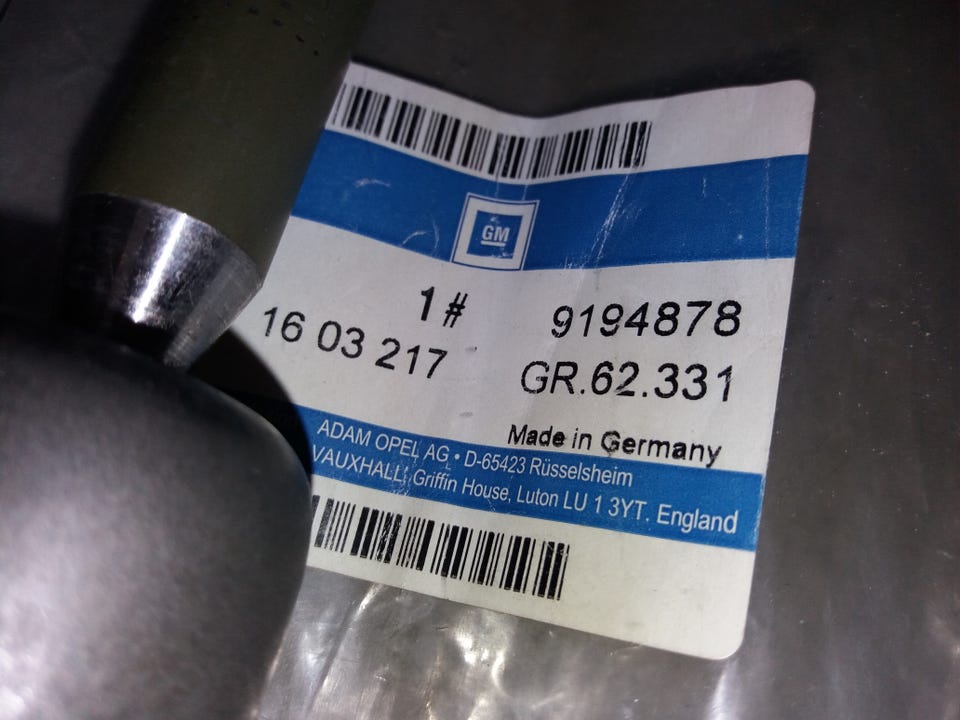 GM
1# 9194878
16 03 217 GR.62.331
Made in Germany
ADAM OPEL AG • D-65423 Rüsselsheim
VAUXHALL, Griffin House, Luton LU 1 3YT. England